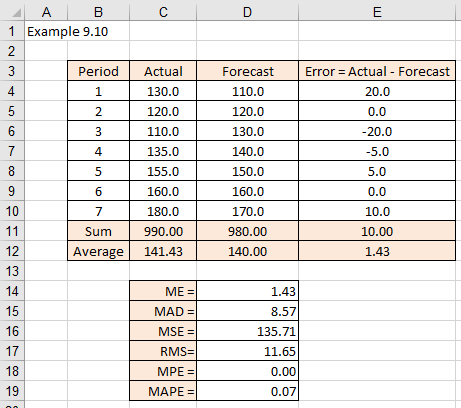 A B C D E
1 Example 9.10
2
3 Period Actual Forecast Error = Actual - Forecast
4 1 130.0 110.0 20.0
5 2 120.0 120.0 0.0
6 3 110.0 130.0 -20.0
7 4 135.0 140.0 -5.0
8 5 155.0 150.0 5.0
9 6 160.0 160.0 0.0
10 7 180.0 170.0 10.0
11 Sum 990.00 980.00 10.00
12 Average 141.43 140.00 1.43
13
14 ME = 1.43
15 MAD = 8.57
16 MSE = 135.71
17 RMS= 11.65
18 MPE = 0.00
19 MAPE = 0.07